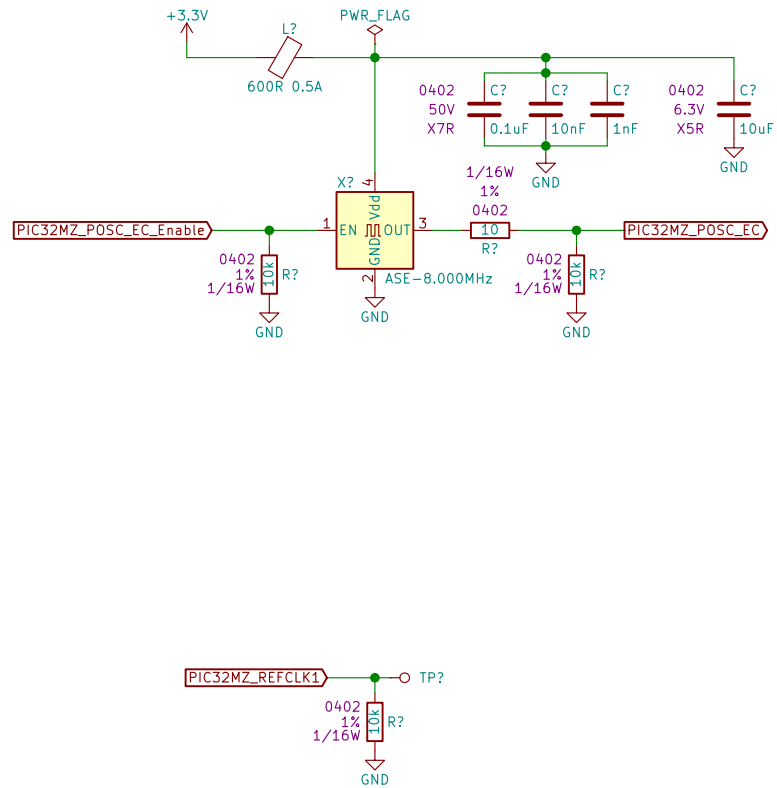 +3.3V
L?
600R 0.5A
PWR_FLAG
0402
50V
X7R
C?
0.1uF
C?
10nF
C?
1nF
GND
0402
6.3V
X5R
C?
10uF
GND
X?
4
Vdd
1
EN
GND
OUT
3
2
ASE-8.000MHz
GND
PIC32MZ_POSC_EC_Enable
0402
1%
1/16W
10k
R?
GND
1/16W
1%
0402
10
R?
PIC32MZ_POSC_EC
0402
1%
1/16W
10k
R?
GND
PIC32MZ_REFCLK1
TP?
0402
1%
1/16W
10k
R?
GND